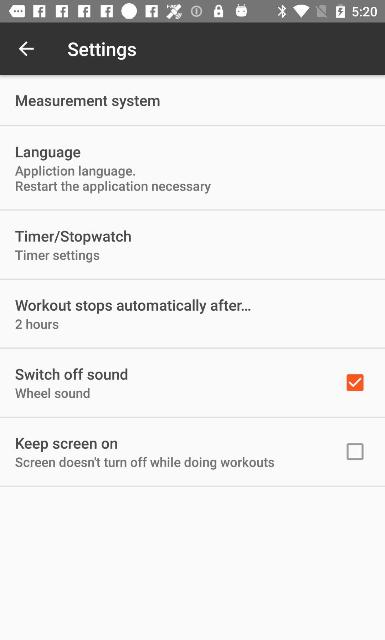 5:20
Settings
Measurement system
Language
Appliction language.
Restart the application necessary
Timer/Stopwatch
Timer settings
Workout stops automatically after...
2 hours
Switch off sound
Wheel sound
Keep screen on
Screen doesn't turn off while doing workouts